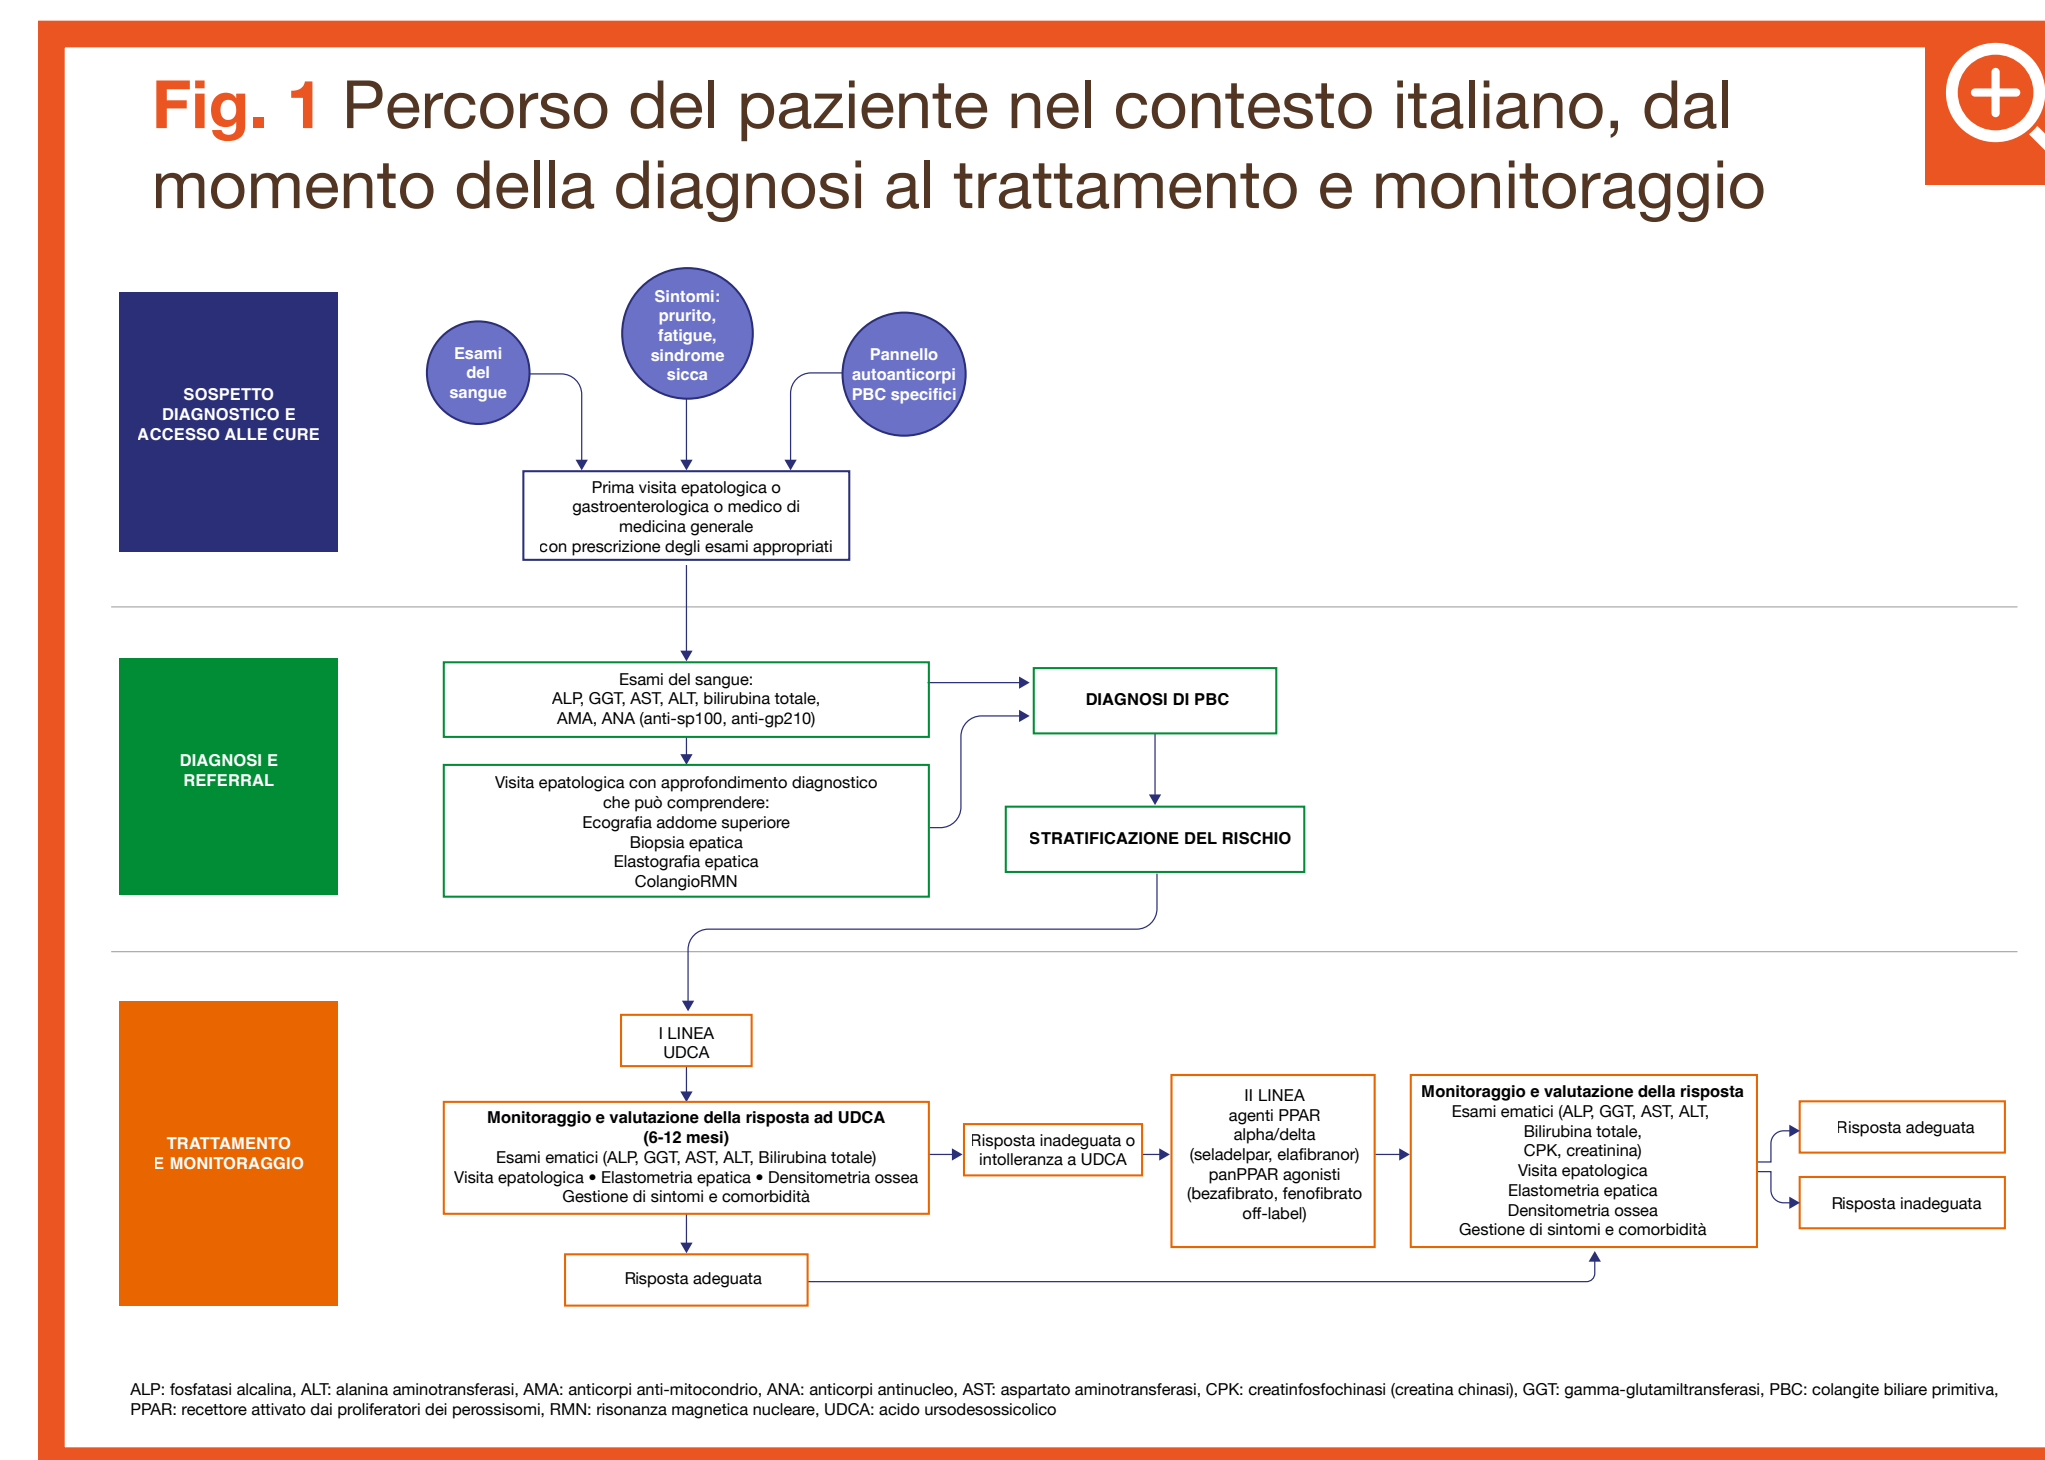 Fig. 1 Percorso del paziente nel contesto italiano, dal
momento della diagnosi al trattamento e monitoraggio
SOSPETTO
DIAGNOSTICO E
ACCESSO ALLE CURE
Esami
del
sangue
Sintomi:
prurito,
fatigue,
sindrome
sicca
Pannello
autoanticorpi
PBC specifici
Prima visita epatologica o
gastroenterologica o medico di
medicina generale
con prescrizione degli esami appropriati
DIAGNOSI E
REFERRAL
Esami del sangue:
ALP, GGT, AST, ALT, bilirubina totale,
AMA, ANA (anti-sp100, anti-gp210)
Visita epatologica con approfondimento diagnostico
che può comprendere:
Ecografia addome superiore
Biopsia epatica
Elastografia epatica
ColangioRMN
DIAGNOSI DI PBC
STRATIFICAZIONE DEL RISCHIO
TRATTAMENTO
E MONITORAGGIO
I LINEA
UDCA
Monitoraggio e valutazione della risposta ad UDCA
(6-12 mesi)
Esami ematici (ALP, GGT, AST, ALT, Bilirubina totale)
Visita epatologica • Elastometria epatica • Densitometria ossea
Gestione di sintomi e comorbidità
Risposta adeguata
Risposta inadeguata o
intolleranza a UDCA
II LINEA
agenti PPAR
alpha/delta
(seladelpar, elafibranor)
panPPAR agonisti
(bezafibrato, fenofibrato
off-label)
Monitoraggio e valutazione della risposta
Esami ematici (ALP, GGT, AST, ALT,
Bilirubina totale,
CPK, creatinina)
Visita epatologica
Elastometria epatica
Densitometria ossea
Gestione di sintomi e comorbidità
Risposta adeguata
Risposta inadeguata
ALP: fosfatasi alcalina, ALT: alanina aminotransferasi, AMA: anticorpi anti-mitocondrio, ANA: anticorpi antinucleo, AST: aspartato aminotransferasi, CPK: creatinfosfochinasi (creatina chinasi), GGT: gamma-glutamiltransferasi, PBC: colangite biliare primitiva,
PPAR: recettore attivato dai proliferatori dei perossisomi, RMN: risonanza magnetica nucleare, UDCA: acido ursodesossicolico